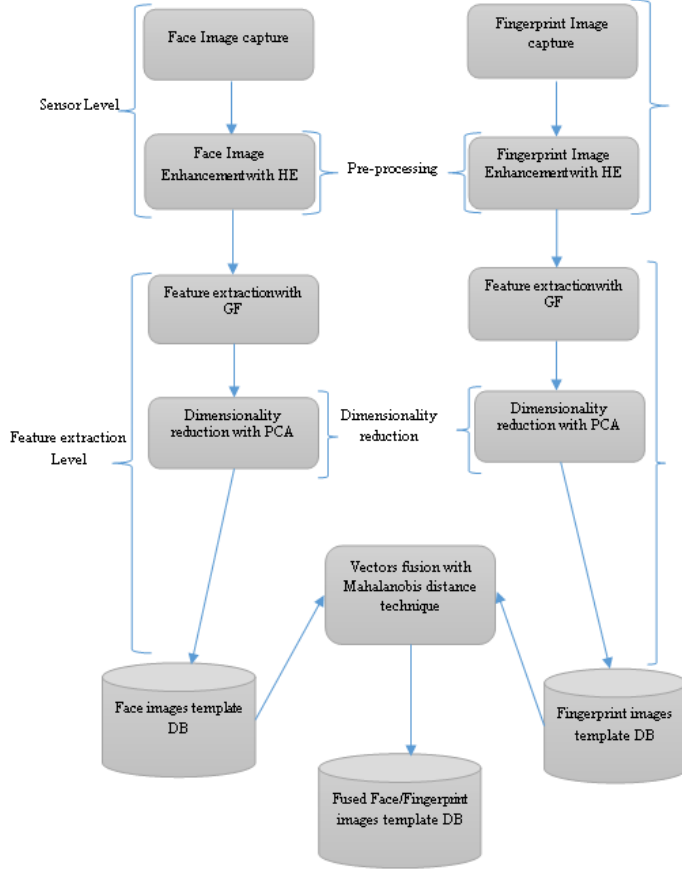 Face Image capture
Fingerprint Image
capture
Sensor Level
Face Image
Enhancementwith HE
Pre-processing
Fingerprint Image
Enhancementwith HE
Feature extractionwith
GF
Feature extractionwith
GF
Feature extraction
Level
Dimensionality
reduction with PCA
Dimensionality
reduction
Dimensionality
reduction with PCA
Vectors fusion with
Mahalanobis distance
technique
Face images template
DB
Fingerprint images
template DB
Fused Face/Fingerprint
images template DB